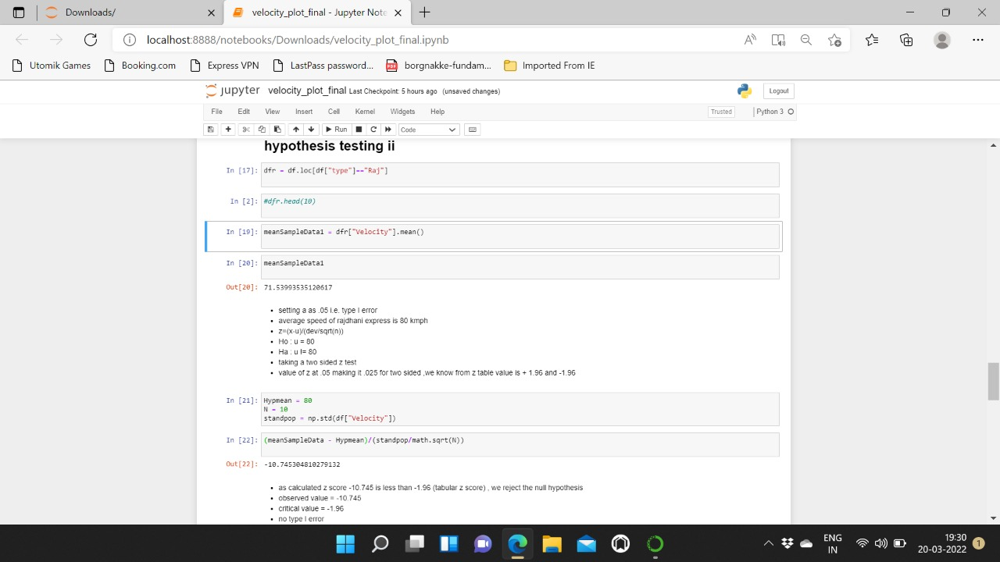 Downloads/
velocity_plot_final - Jupyter Note
localhost:8888/notebooks/Downloads/velocity_plot_final.ipynb
Utomik Games
Booking.com
Express VPN
LastPass password...
borgnakke-fundam...
Imported From IE
jupyter velocity_plot_final Last Checkpoint: 5 hours ago (unsaved changes)
Logout
File Edit View Insert Cell Kernel Widgets Help
Trusted
Python 3
Run
Code
hypothesis testing ii
In [17]: dfr = df.loc[df["type"]=="Raj"]
In [2]: #dfr.head(10)
In [19]: meanSampleData1 = dfr["Velocity"].mean()
In [20]: meanSampleData1
Out[20]: 71.53993535120617
• setting a as .05 i.e. type I error
• average speed of rajdhani express is 80 kmph
• z=(x-u)/(dev/sqrt(n))
• Ho : u = 80
• Ha : u != 80
• taking a two sided z test
• value of z at .05 making it .025 for two sided ,we know from z table value is + 1.96 and -1.96
In [21]: Hypmean = 80
N = 10
standpop = np.std(df["Velocity"])
In [22]: (meanSampleData - Hypmean)/(standpop/math.sqrt(N))
Out[22]: -10.745304810279132
• as calculated z score -10.745 is less than -1.96 (tabular z score) , we reject the null hypothesis
• observed value = -10.745
• critical value = -1.96
• no type I error
ENG
IN
19:30
20-03-2022
1